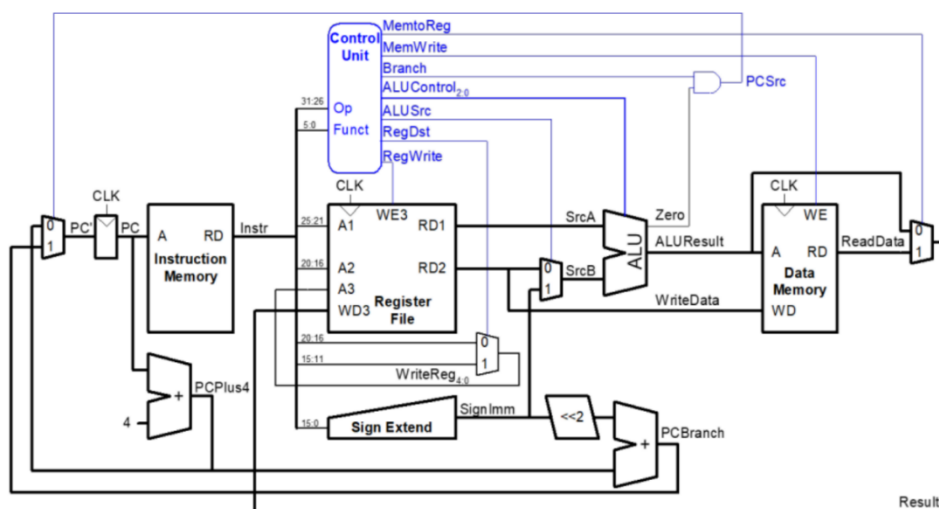 MemtoReg
Control
Unit
MemWrite
Branch
PCSrc
ALUControl2:0
31:26
Op
ALUSrc
5:0
Funct
RegDst
RegWrite
CLK
CLK
CLK
25:21
WE3
SrcA
Zero
WE
0
1
PC'
PC
A
RD
Instr
A1
RD1
ALU
ALUResult
0
1
ReadData
Instruction
Memory
20:16
A2
RD2
0
1
SrcB
A
RD
Data
Memory
A3
WD3
Register
File
WriteData
WD
20:16
0
15:11
1
WriteReg4:0
PCPlus4
+
4
SignImm
15:0
Sign Extend
<<2
+
PCBranch
Result